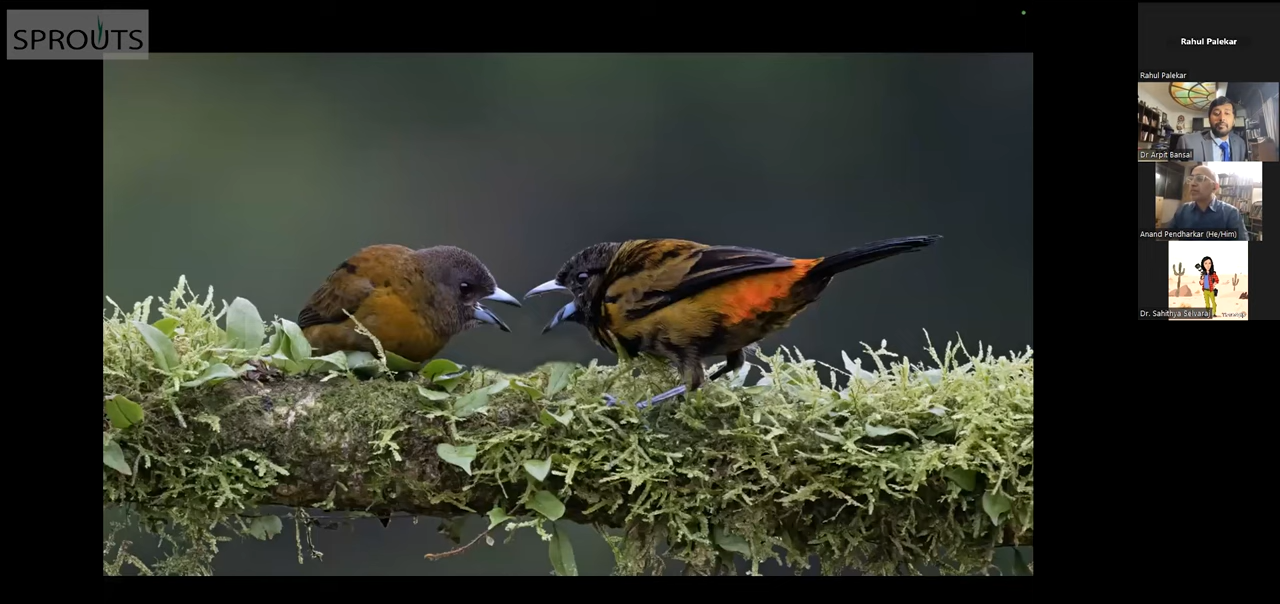 SPROUTS
Rahul Palekar
Rahul Palekar
Dr Arpit Bansal
Anand Pendharkar (He/Him)
Dr. Sahithya Selvaraj